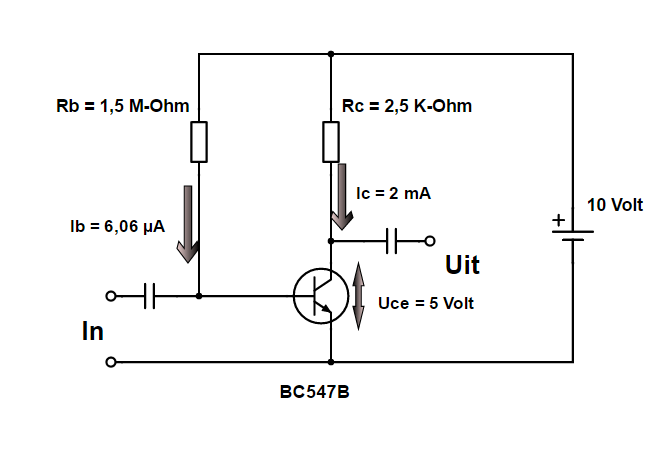 Rb = 1,5 M-Ohm
Rc = 2,5 K-Ohm
Ic = 2 mA
10 Volt
+
Ib = 6,06 µA
Uit
Uce = 5 Volt
In
BC547B